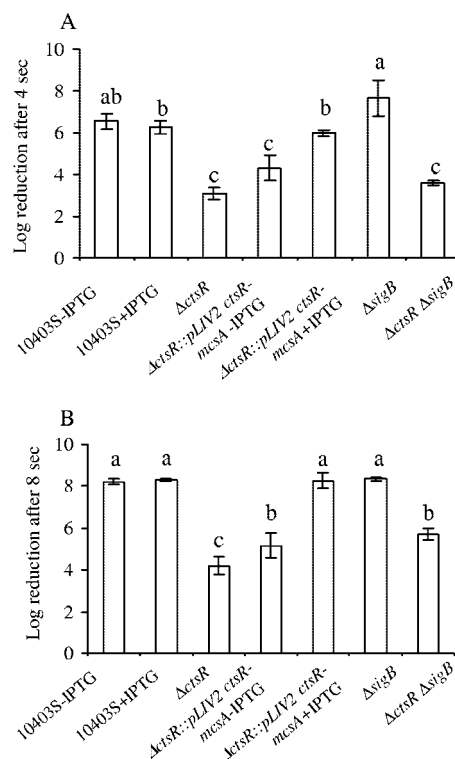 A
Log reduction after 4 sec
10
8
6
4
2
0
ab
b
c
c
b
a
c
10403S-IPTG
10403S+IPTG
ΔctsR
ΔctsR::pLIV2 ctsR-
mcsA -IPTG
ΔctsR::pLIV2 ctsR-
mcsA+IPTG
ΔsigB
ΔctsR ΔsigB
B
Log reduction after 8 sec
10
8
6
4
2
0
a
a
c
b
a
a
b
10403S-IPTG
10403S+IPTG
ΔctsR
ΔctsR::pLIV2 ctsR-
mcsA-IPTG
ΔctsR::pLIV2 ctsR-
mcsA+IPTG
ΔsigB
ΔctsR ΔsigB